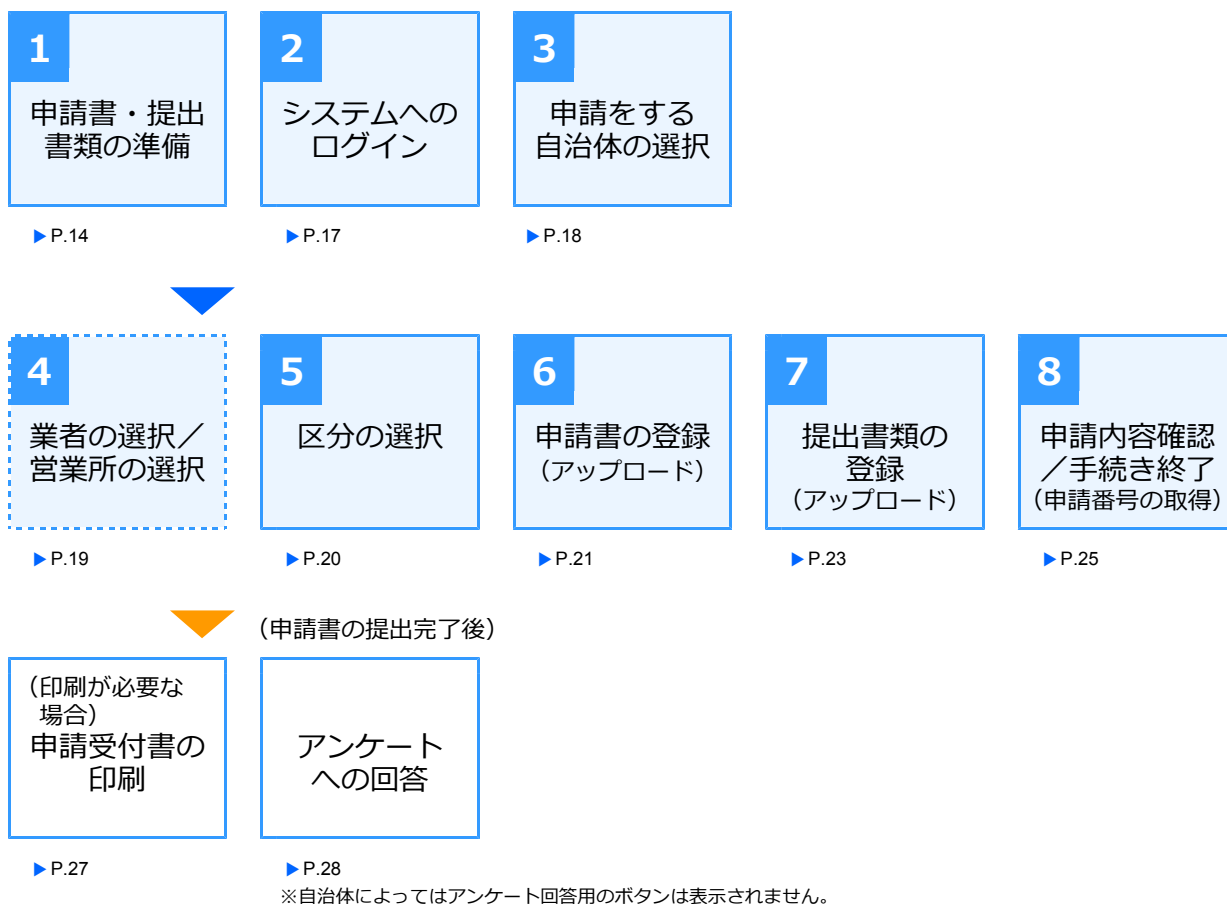 1
申請書・提出
書類の準備
▶P.14
2
システムへの
ログイン
▶P.17
3
申請をする
自治体の選択
▶P.18
4
業者の選択／
営業所の選択
▶P.19
5
区分の選択
▶P.20
6
申請書の登録
（アップロード）
▶P.21
7
提出書類の
登録
（アップロード）
▶P.23
8
申請内容確認
／手続き終了
（申請番号の取得）
▶P.25
（申請書の提出完了後）
（印刷が必要な
場合）
申請受付書の
印刷
▶P.27
アンケート
への回答
▶P.28
※自治体によってはアンケート回答用のボタンは表示されません。